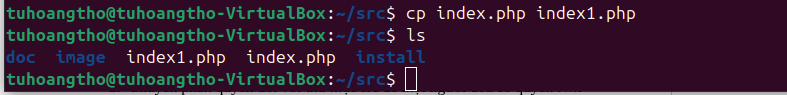 tuhoangtho@tuhoangtho-VirtualBox:~/src$ cp index.php index1.php
tuhoangtho@tuhoangtho-VirtualBox:~/src$ ls
doc image index1.php index.php install
tuhoangtho@tuhoangtho-VirtualBox:~/src$